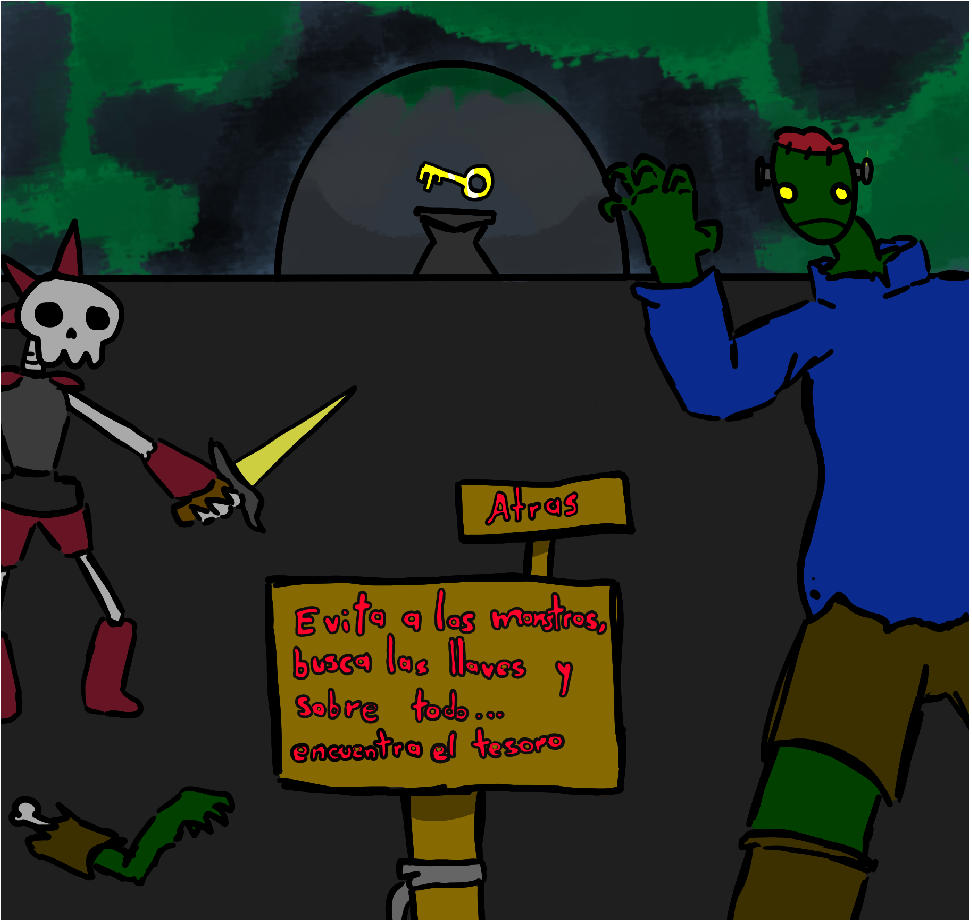 Atras
Evita a los monstros,
busca las llaves y
sobre todo...
encuentra el tesoro